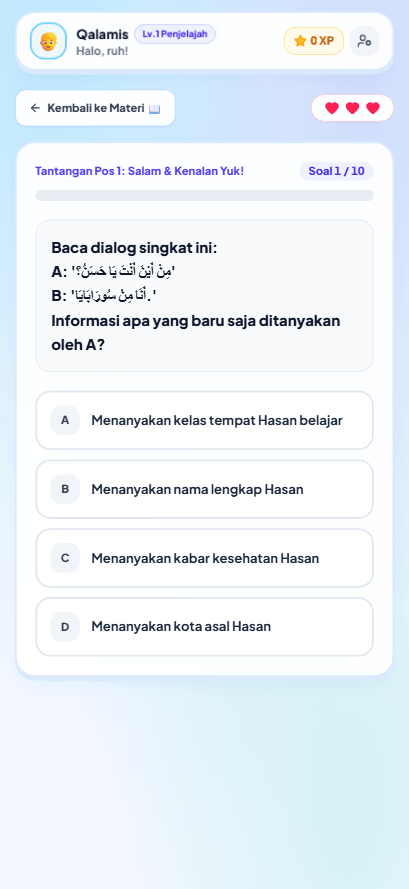 Qalamis Lv.1 Penjelajah
Halo, ruh!
0 XP
Kembali ke Materi
Tantangan Pos 1: Salam & Kenalan Yuk!
Soal 1 / 10
Baca dialog singkat ini:
A: 'مِنْ أَيْنَ أَنْتَ يَا حَسَنُ؟'
B: 'أَنَا مِنْ سُورَابَايَا.'
Informasi apa yang baru saja ditanyakan
oleh A?
A Menanyakan kelas tempat Hasan belajar
B Menanyakan nama lengkap Hasan
C Menanyakan kabar kesehatan Hasan
D Menanyakan kota asal Hasan